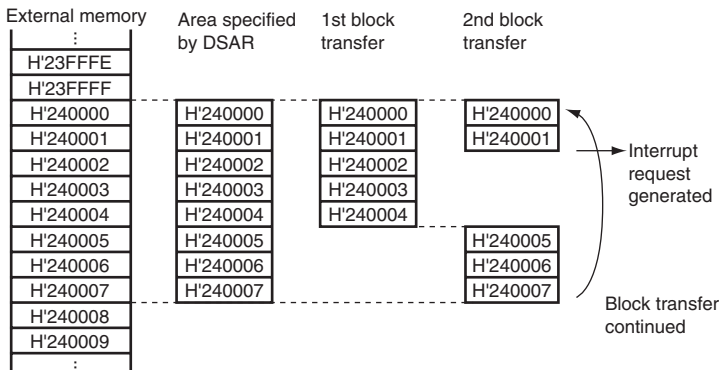 External memory
Area specified
by DSAR
1st block
transfer
2nd block
transfer
⋮
H'23FFFE
H'23FFFF
H'240000
H'240001
H'240002
H'240003
H'240004
H'240005
H'240006
H'240007
H'240008
H'240009
⋮
H'240000
H'240001
H'240002
H'240003
H'240004
H'240005
H'240006
H'240007
H'240000
H'240001
H'240002
H'240003
H'240004
H'240000
H'240001
H'240005
H'240006
H'240007
Interrupt
request
generated
Block transfer
continued